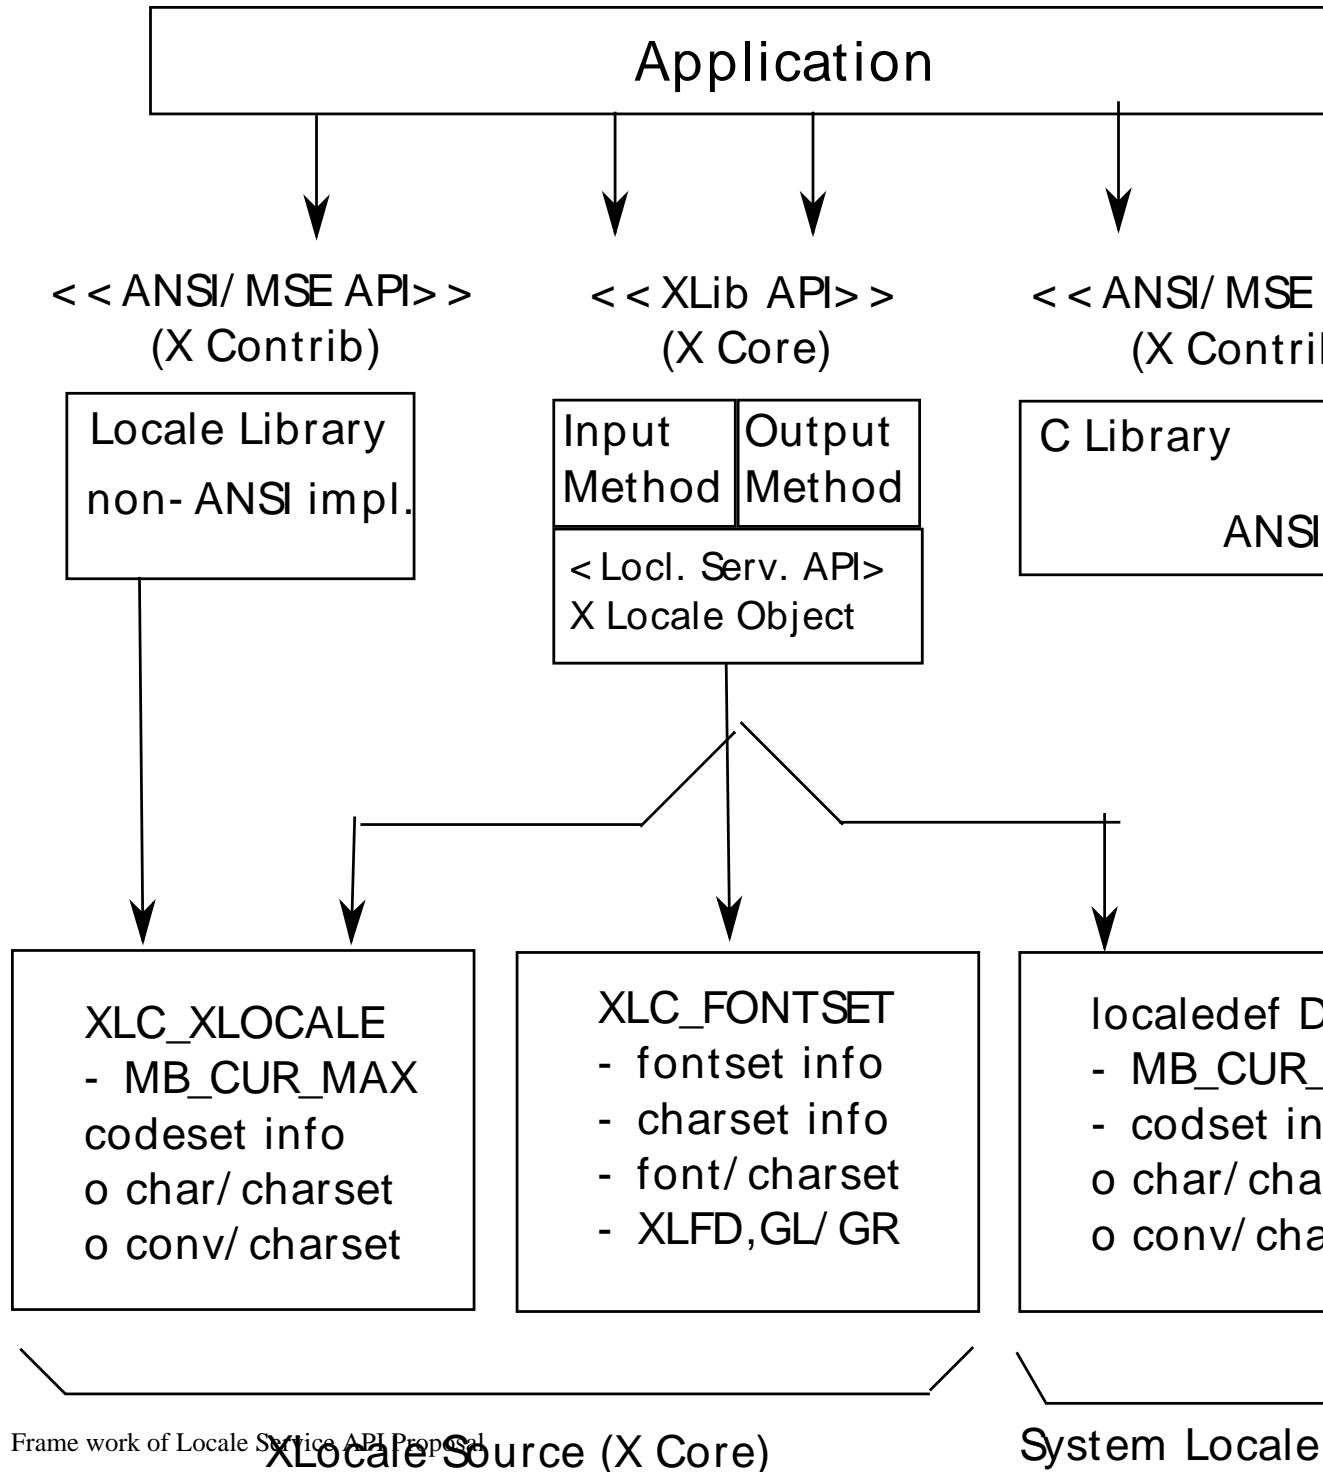 Application
<< ANSI/ MSE API> >
(X Contrib)
<< XLib API> >
(X Core)
<< ANSI/ MSE
(X Contri
Locale Library
non- ANSI impl.
Input
Method
Output
Method
< Locl. Serv. API>
X Locale Object
C Library
ANSI
XLC_XLOCALE
- MB_CUR_MAX
codeset info
o char/ charset
o conv/ charset
XLC_FONTSET
- fontset info
- charset info
- font/ charset
- XLFD,GL/ GR
localedef D
- MB_CUR_
- codset in
o char/ cha
o conv/ cha
Frame work of Locale Service API Proposal
XLocale Source (X Core)
System Locale